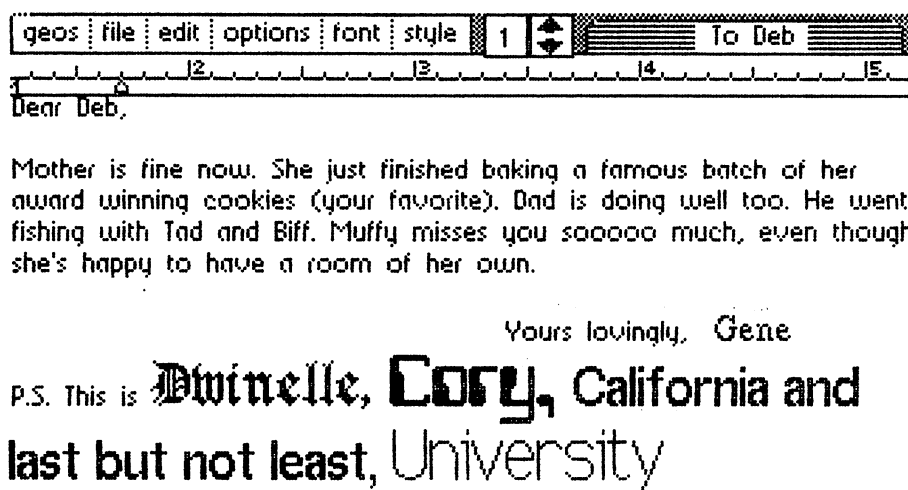 geos file edit options font style 1 To Deb
1 2 3 4 5
Dear Deb,
Mother is fine now. She just finished baking a famous batch of her
award winning cookies (your favorite). Dad is doing well too. He went
fishing with Tad and Biff. Muffy misses you sooooo much, even though
she's happy to have a room of her own.
Yours lovingly, Gene
P.S. This is Dwinelle, Cory, California and
last but not least, University